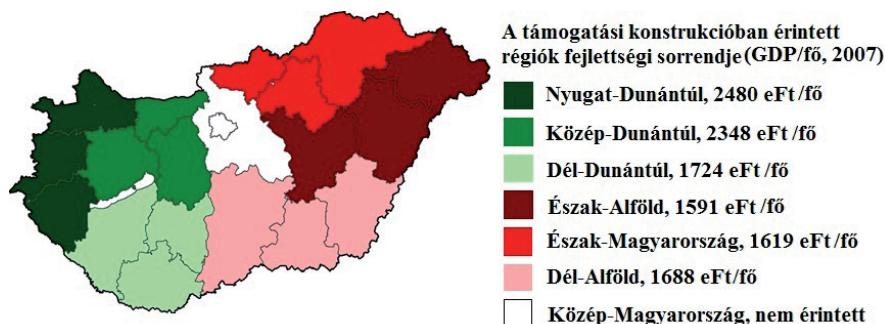 A támogatási konstrukcióban érintett
régiók fejlettségi sorrendje (GDP/fő, 2007)
Nyugat-Dunántúl, 2480 eFt/fő
Közép-Dunántúl, 2348 eFt/fő
Dél-Dunántúl, 1724 eFt/fő
Észak-Alföld, 1591 eFt/fő
Észak-Magyarország, 1619 eFt/fő
Dél-Alföld, 1688 eFt/fő
Közép-Magyarország, nem érintett